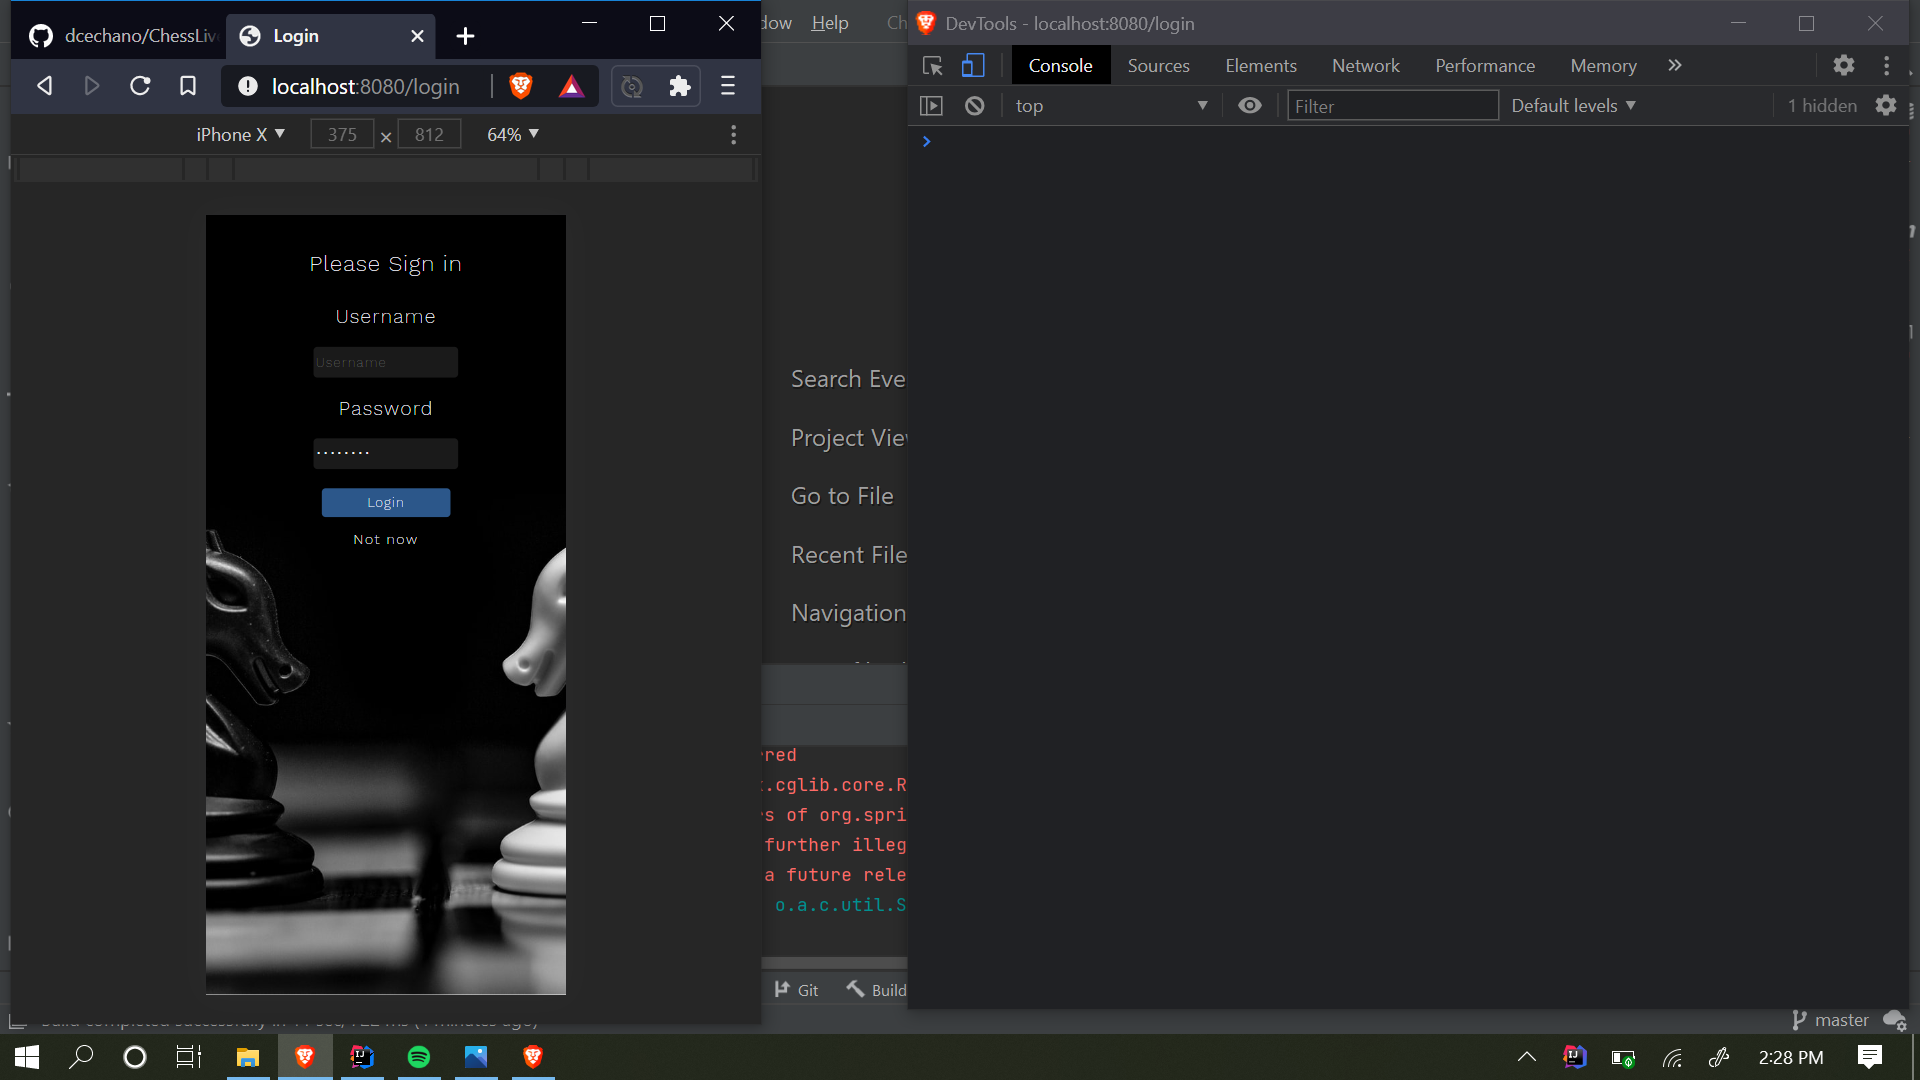 dcechano/ChessLiv
Login
localhost:8080/login
iPhone X
375 × 812
64%
Please Sign in
Username
Username
Password
Login
Not now
Help
Search Eve
Project Vie
Go to File
Recent File
Navigation
rred
t.cglib.core.R
rs of org.spri
further illeg
a future rele
o.a.c.util.S
Git
Build
DevTools - localhost:8080/login
Console
Sources
Elements
Network
Performance
Memory
top
Filter
Default levels
1 hidden
master
2:28 PM